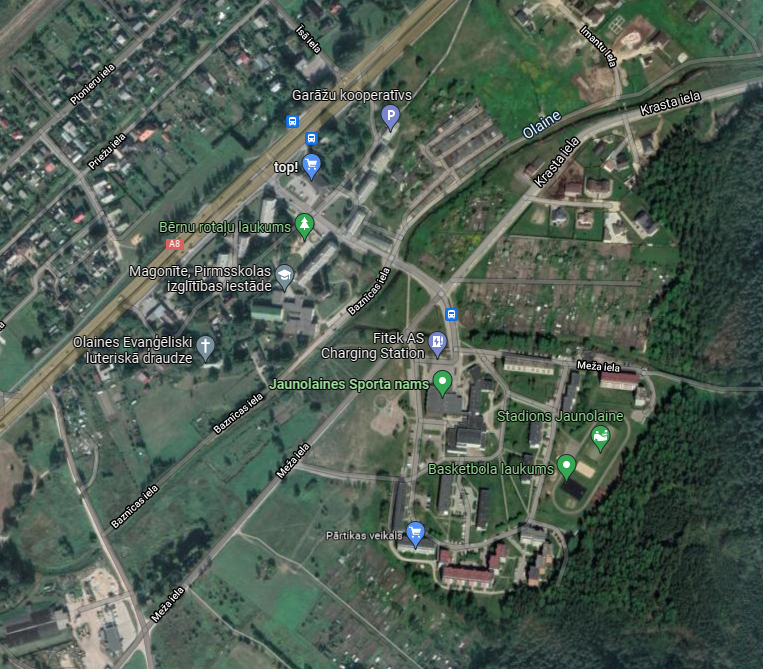 Īsā iela
Imantu iela
Pionieru iela
Garāžu kooperatīvs
P
Krasta iela
Olaine
Priežu iela
Krasta iela
top!
Bērnu rotaļu laukums
A8
Magonīte, Pirmsskolas
izglītības iestāde
Baznīcas iela
Fitek AS
Charging Station
Olaines Evaņģēliski
luteriskā draudze
Meža iela
Jaunolaines Sporta nams
Baznīcas iela
Stadions Jaunolaine
Meža iela
Basketbola laukums
Baznīcas iela
Pārtikas veikals
Meža iela